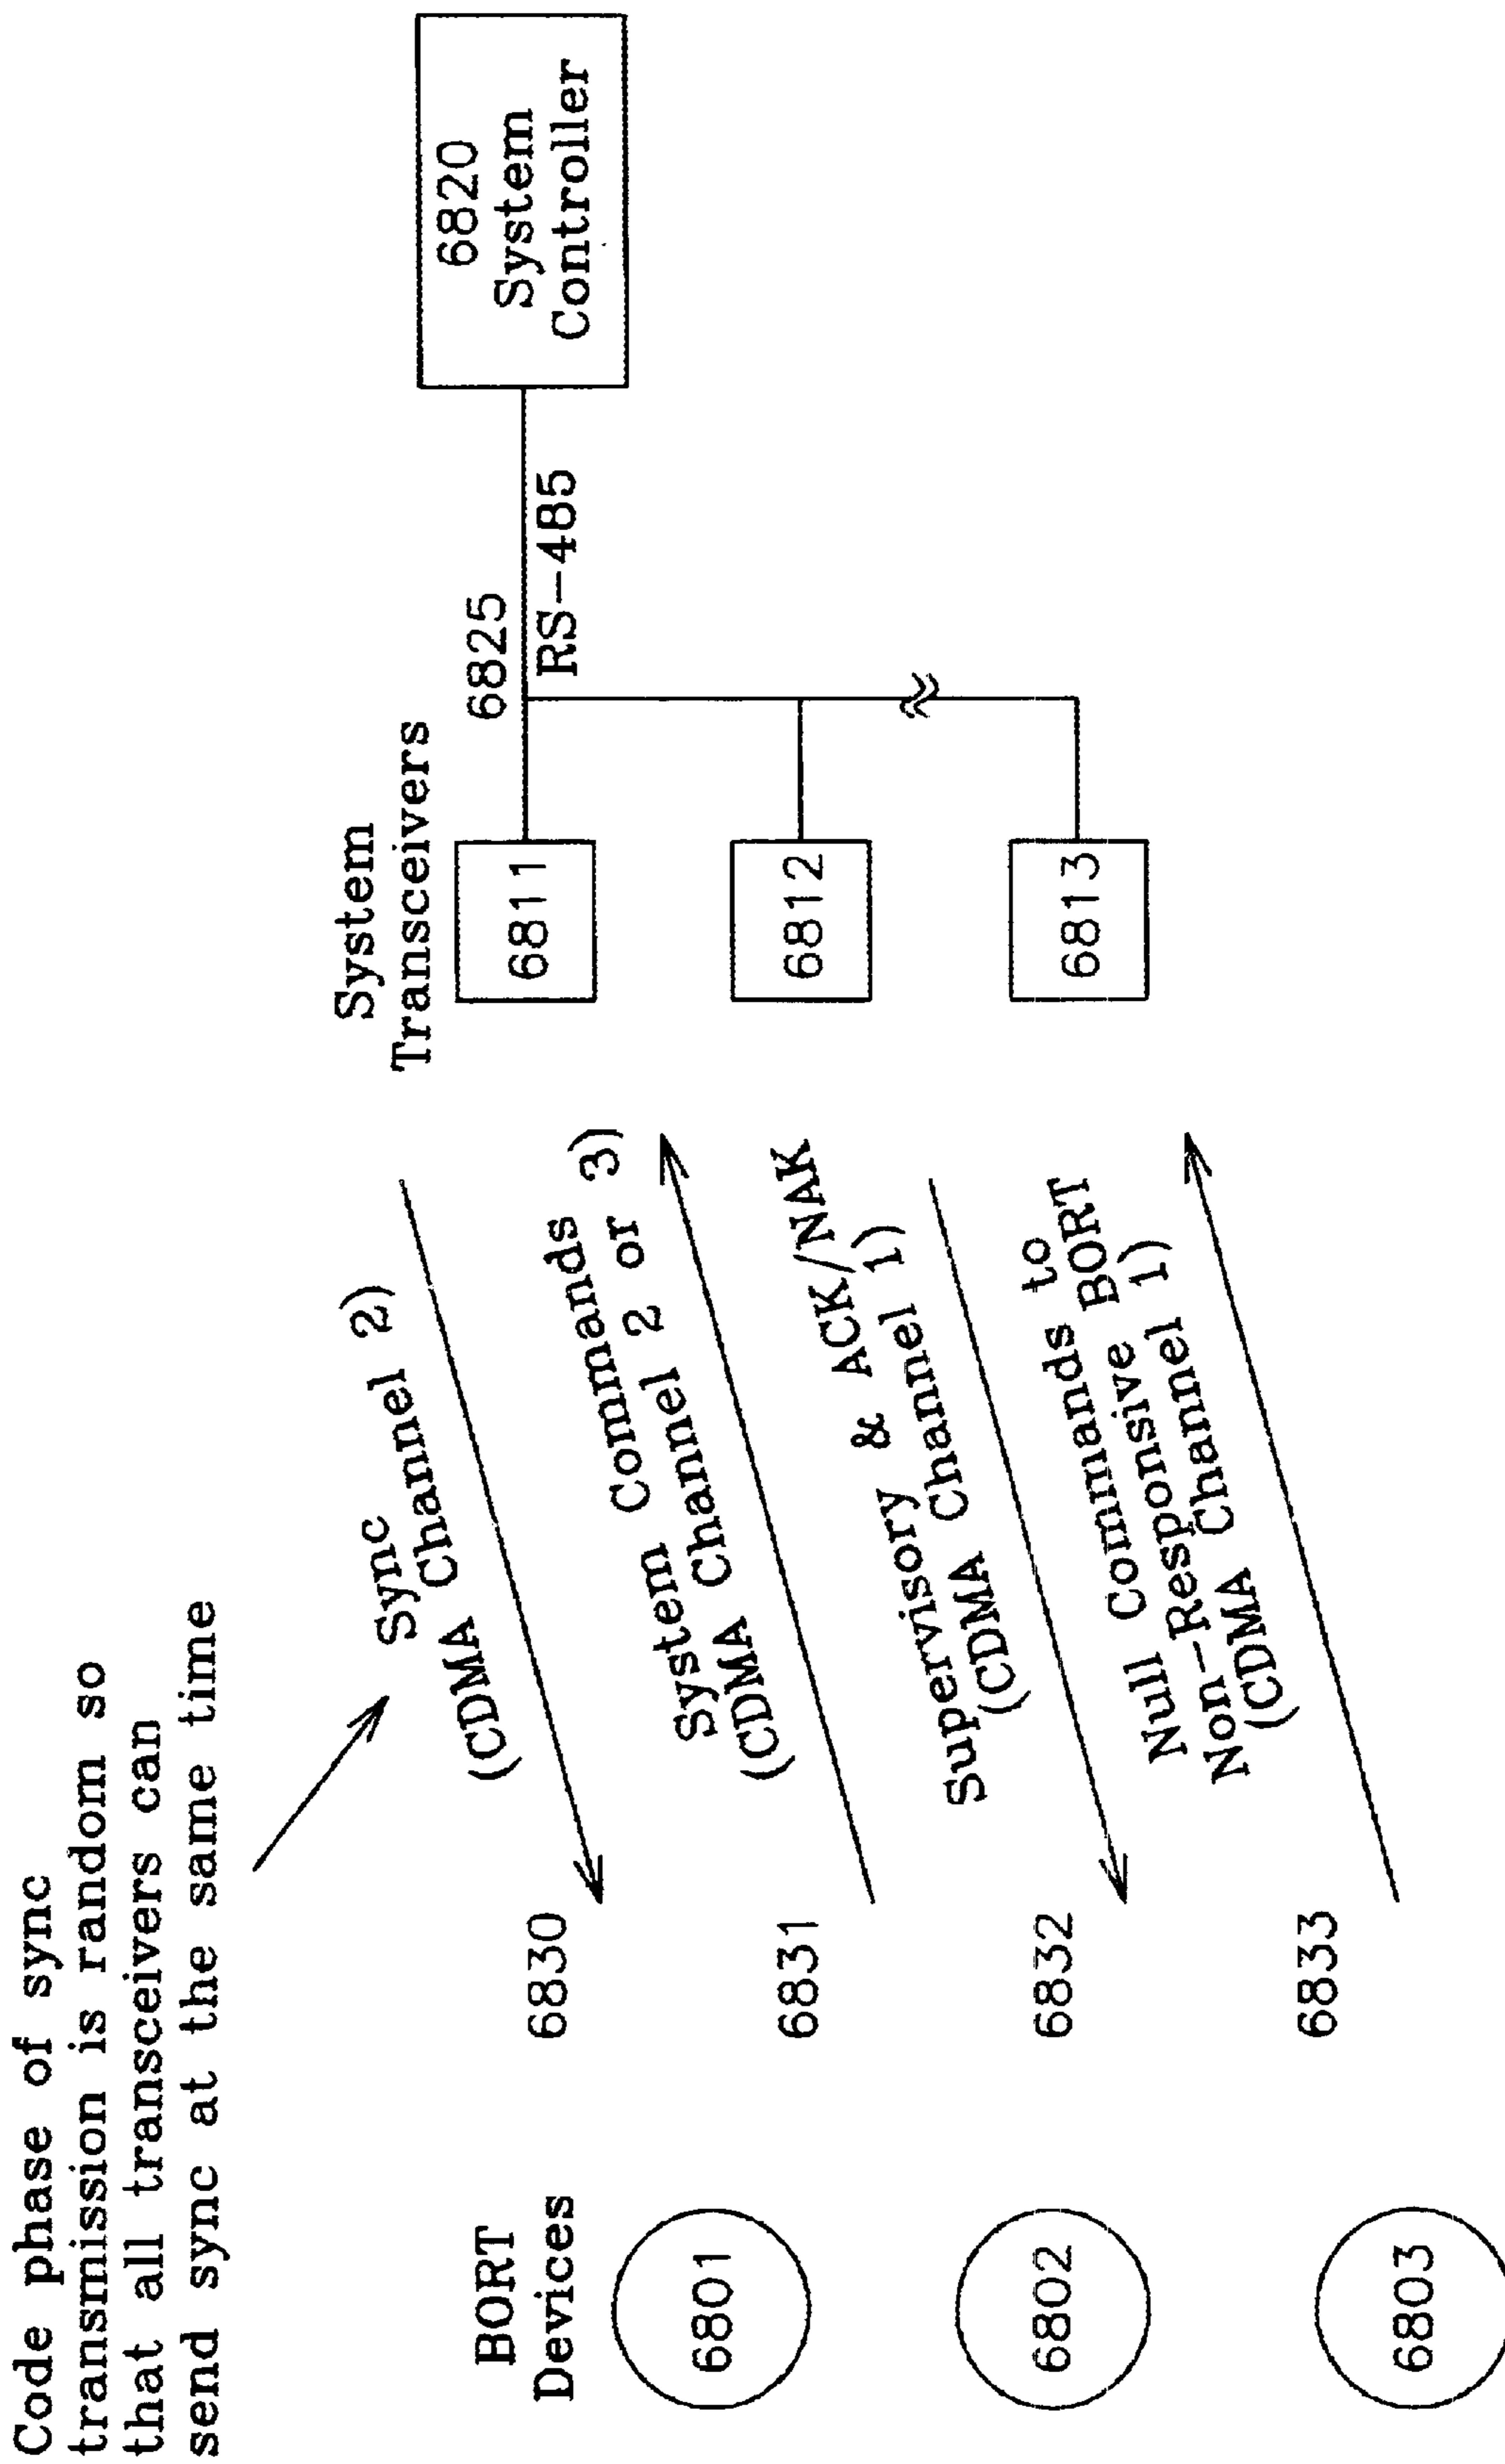 Code phase of sync
transmission is random so
that all transceivers can
send sync at the same time
BORT
Devices
6801
6802
6803
6830
Sync
(CDMA Channel 2)
6831
System Commands
(CDMA Channel 2 or 3)
6832
Supervisory & ACK/NAK
(CDMA Channel 1)
6833
Null Commands to
Non-Responsive BORT
(CDMA Channel 1)
System
Transceivers
6811
6812
6813
6825
RS-485
6820
System
Controller